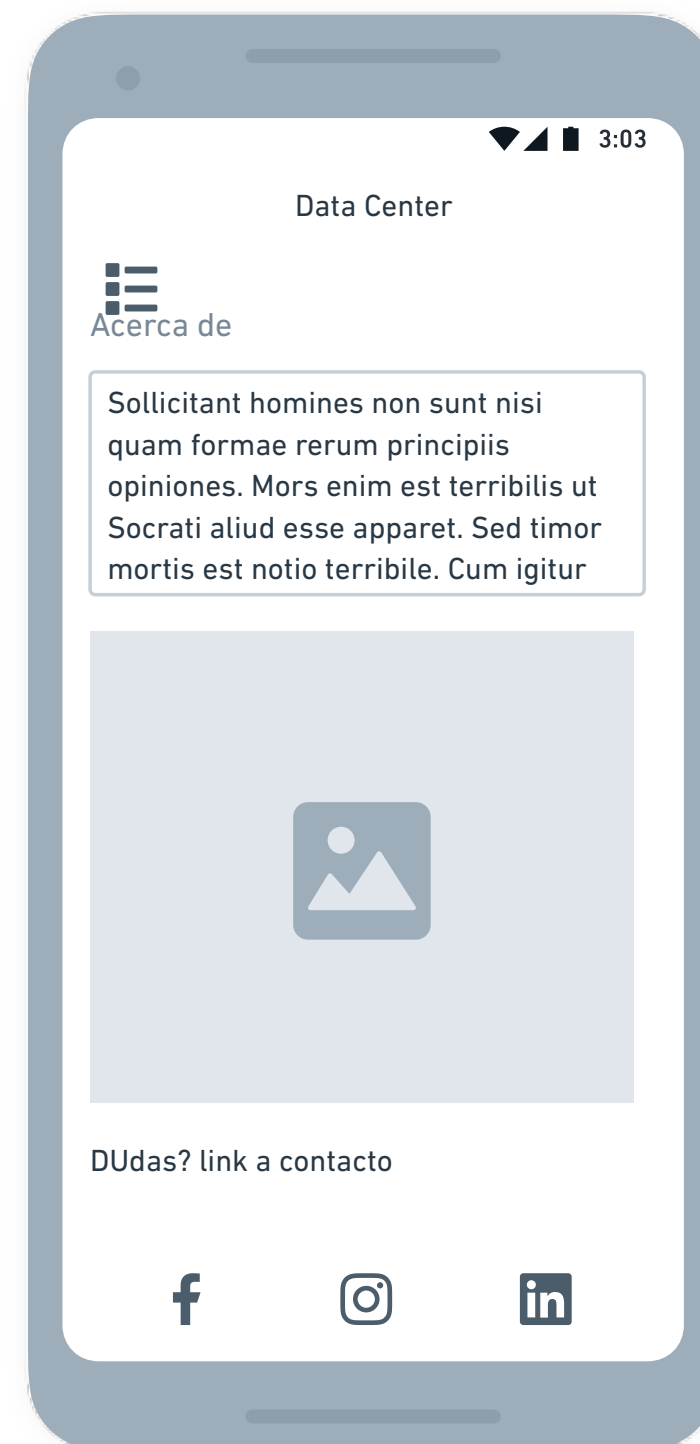 3:03
Data Center
Acerca de
Sollicitant homines non sunt nisi
quam formae rerum principiis
opiniones. Mors enim est terribilis ut
Socrati aliud esse apparet. Sed timor
mortis est notio terribile. Cum igitur
DUdas? link a contacto